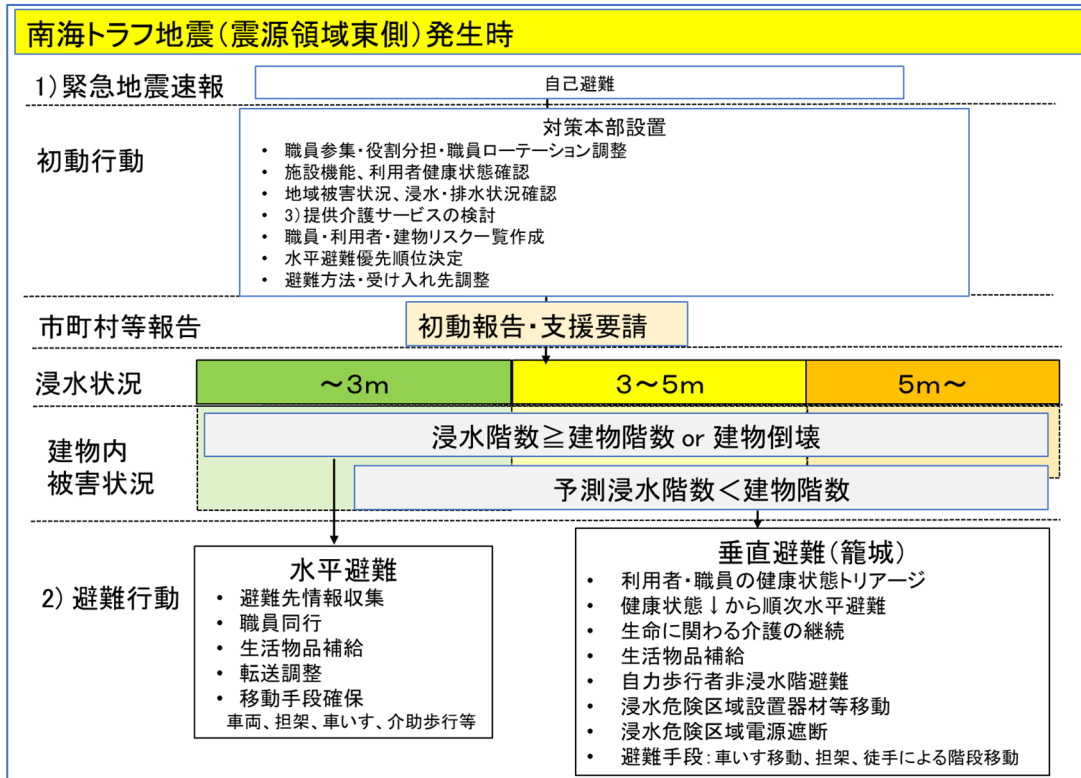 南海トラフ地震(震源領域東側)発生時
1)緊急地震速報
自己避難
初動行動
対策本部設置
• 職員参集・役割分担・職員ローテーション調整
• 施設機能、利用者健康状態確認
• 地域被害状況、浸水・排水状況確認
• 3)提供介護サービスの検討
• 職員・利用者・建物リスク一覧作成
• 水平避難優先順位決定
• 避難方法・受け入れ先調整
市町村等報告
初動報告・支援要請
浸水状況
～3m
3～5m
5m～
建物内
被害状況
浸水階数≧建物階数 or 建物倒壊
予測浸水階数<建物階数
2) 避難行動
水平避難
• 避難先情報収集
• 職員同行
• 生活物品補給
• 転送調整
• 移動手段確保
車両、担架、車いす、介助歩行等
垂直避難(籠城)
• 利用者・職員の健康状態トリアージ
• 健康状態↓から順次水平避難
• 生命に関わる介護の継続
• 生活物品補給
• 自力歩行者非浸水階避難
• 浸水危険区域設置器材等移動
• 浸水危険区域電源遮断
• 避難手段:車いす移動、担架、徒手による階段移動